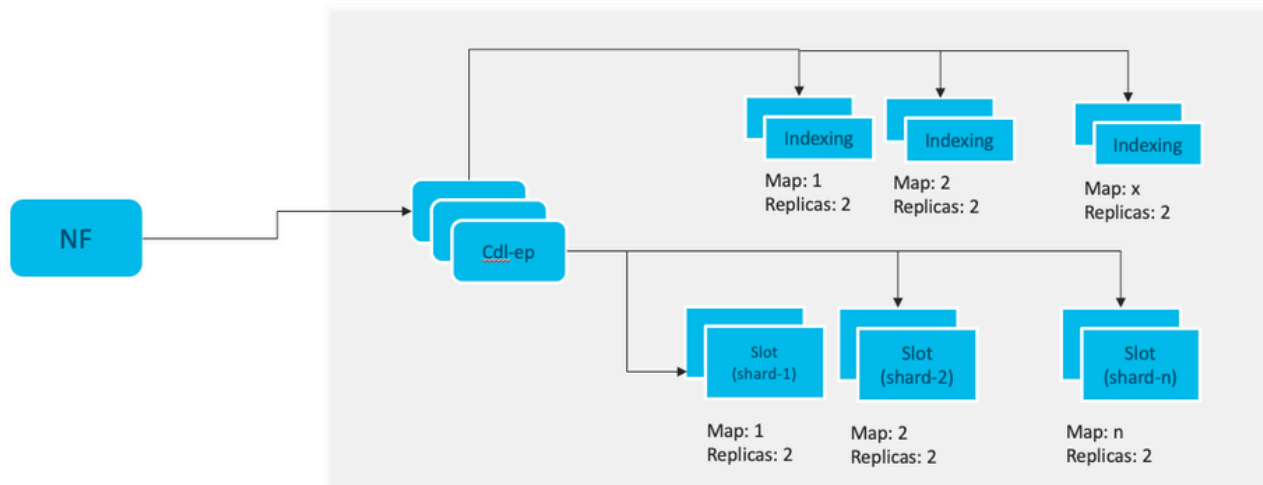 NF
Cdl-ep
Indexing
Map: 1
Replicas: 2
Indexing
Map: 2
Replicas: 2
Indexing
Map: x
Replicas: 2
Slot
(shard-1)
Map: 1
Replicas: 2
Slot
(shard-2)
Map: 2
Replicas: 2
Slot
(shard-n)
Map: n
Replicas: 2